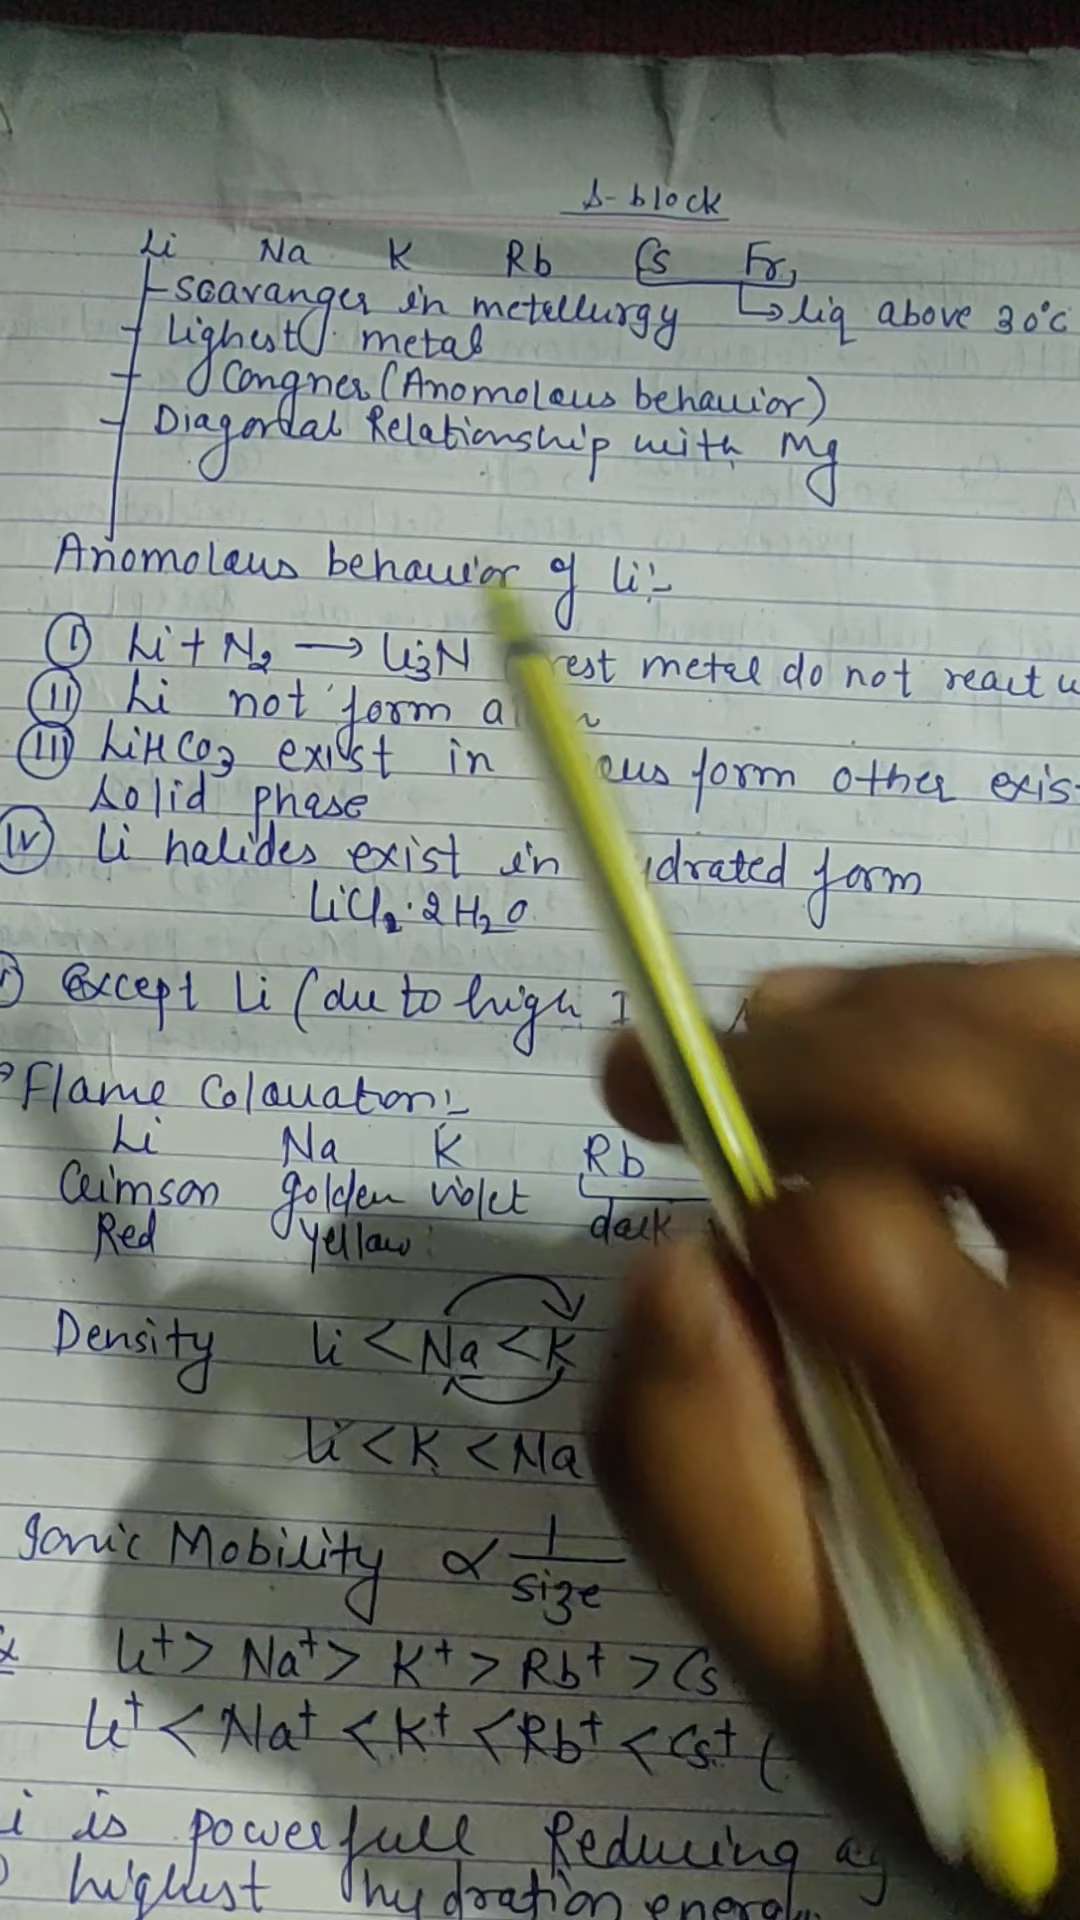 s-block
Li Na K Rb Cs Fr,
scavanger in metallurgy ↳ liq above 30°C
Lighest metal
Congner (Anomolous behavior)
Diagonal Relationship with Mg
Anomolous behavior of Li:-
(I) Li + N₂ → Li₃N rest metal do not react
(II) Li not form
(III) LiHCO₃ exist in form other exis
solid phase
(IV) Li halides exist in drated form
LiCl₂·2H₂O
Except Li (due to high
Flame Colouration:-
Li Na K Rb
Crimson golden violet
Red yellow dark
Density Li < Na < K
Li < K < Na
Ionic Mobility ∝ 1/size
Li⁺ > Na⁺ > K⁺ > Rb⁺ > Cs
Li⁺ < Na⁺ < K⁺ < Rb⁺ < Cs⁺ (
i is powerfull Reducing ag
highest hydration energy